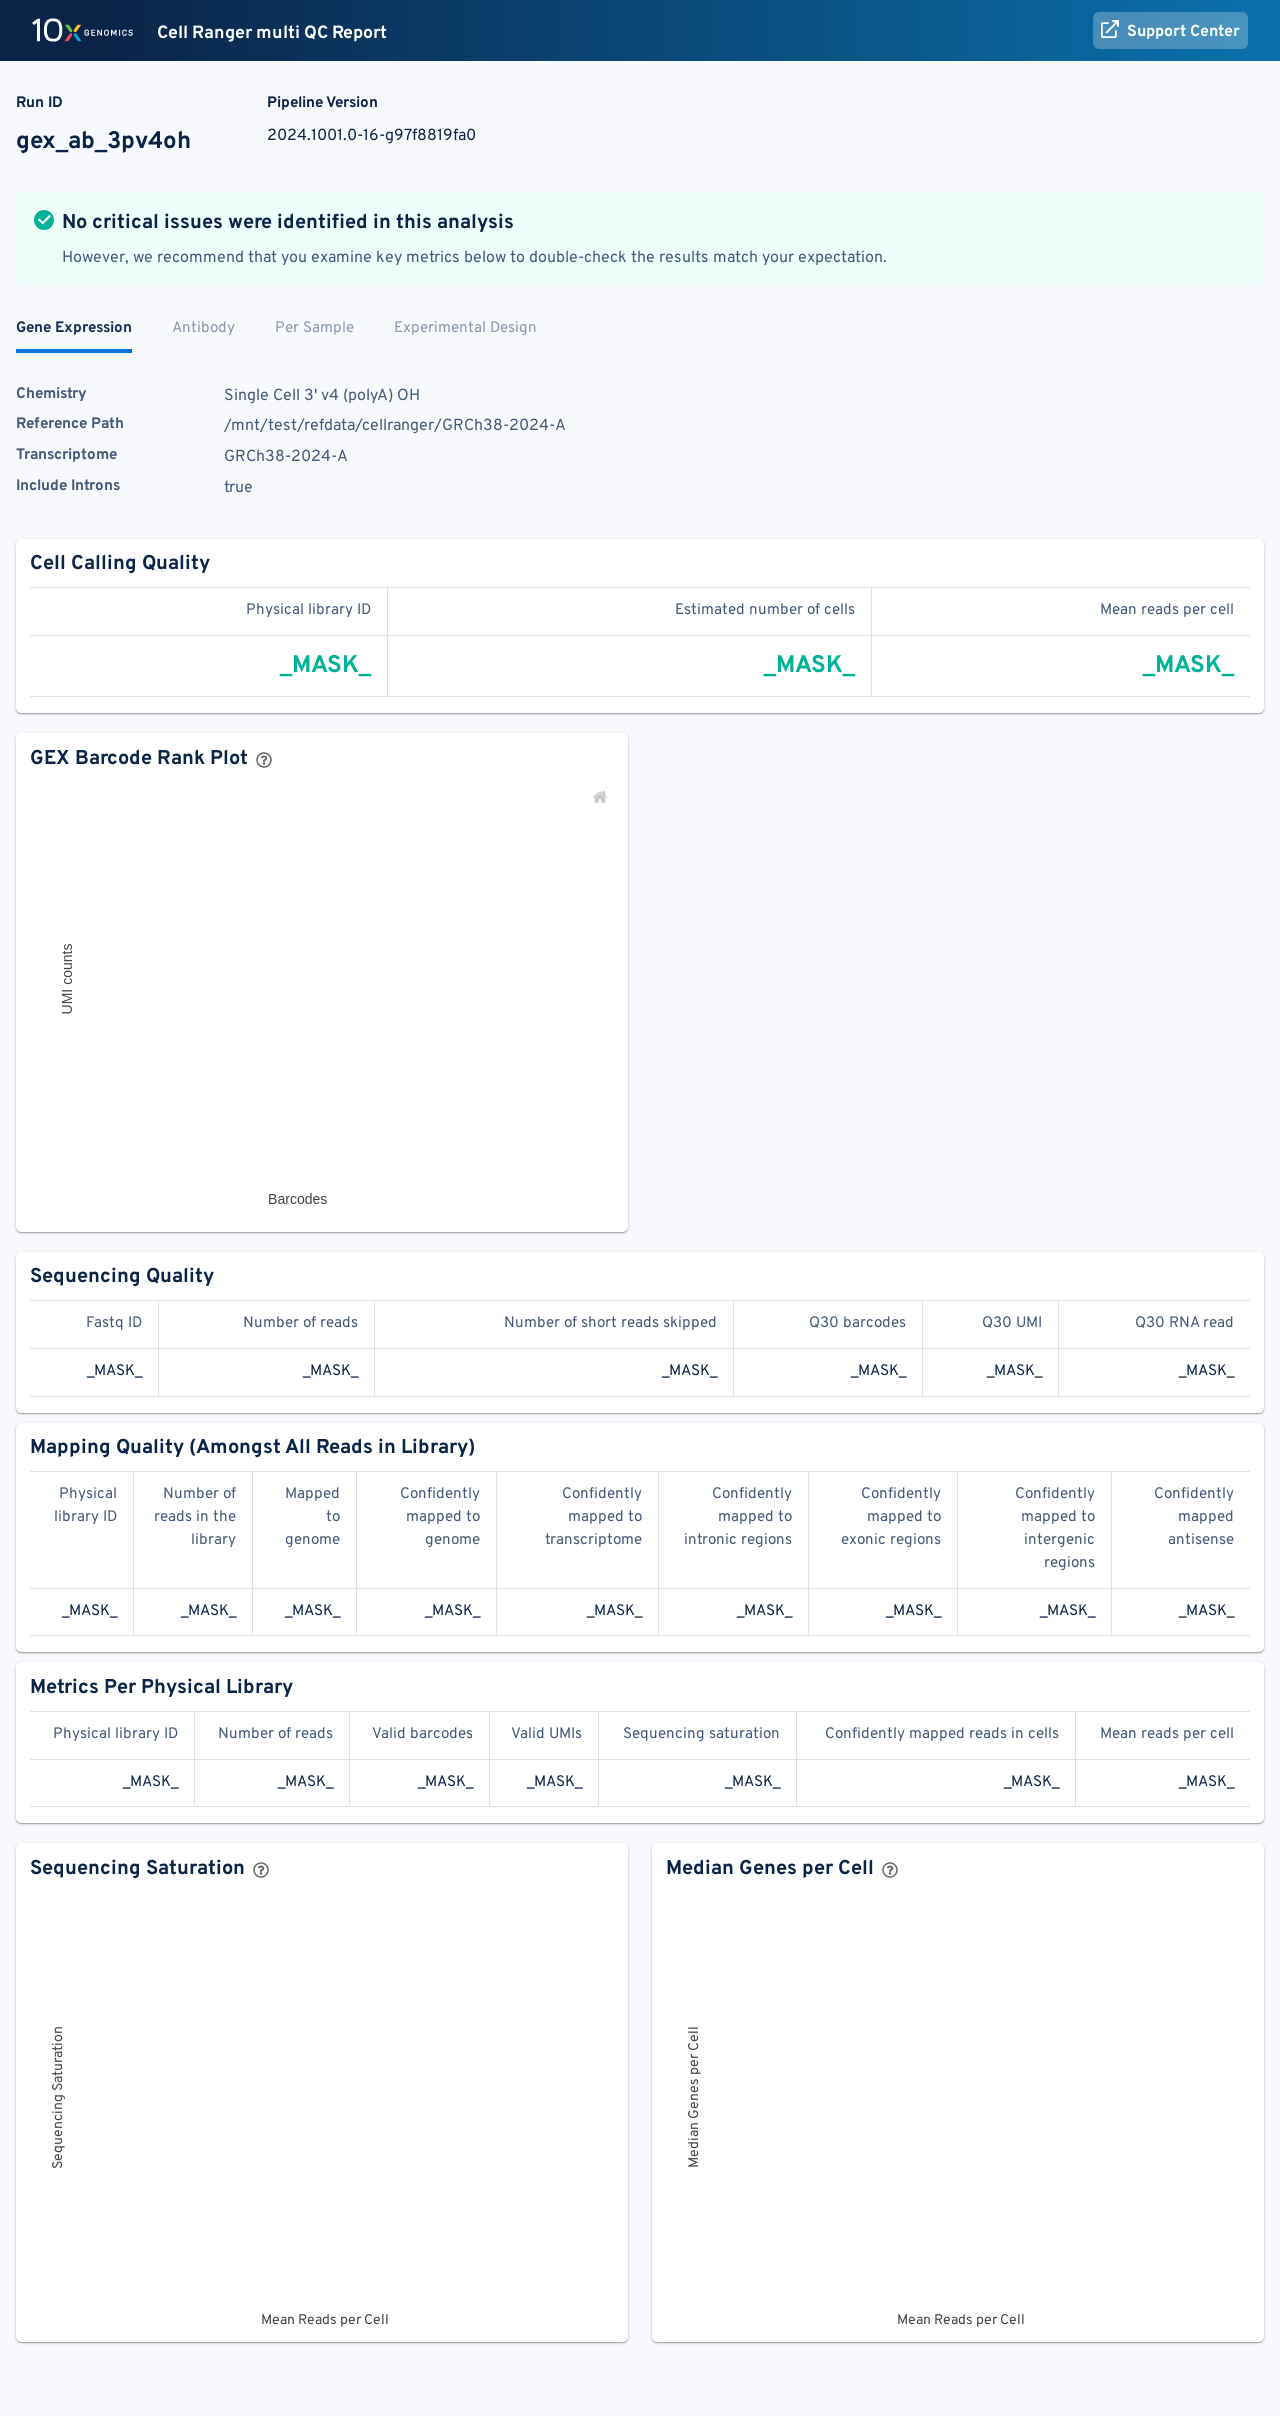 10x GENOMICS Cell Ranger multi QC Report Support Center
Run ID Pipeline Version
gex_ab_3pv4oh 2024.1001.0-16-g97f8819fa0
No critical issues were identified in this analysis
However, we recommend that you examine key metrics below to double-check the results match your expectation.
Gene Expression Antibody Per Sample Experimental Design
Chemistry Single Cell 3' v4 (polyA) OH
Reference Path /mnt/test/refdata/cellranger/GRCh38-2024-A
Transcriptome GRCh38-2024-A
Include Introns true
Cell Calling Quality
Physical library ID Estimated number of cells Mean reads per cell
_MASK_ _MASK_ _MASK_
GEX Barcode Rank Plot ?
UMI counts
Barcodes
Sequencing Quality
Fastq ID Number of reads Number of short reads skipped Q30 barcodes Q30 UMI Q30 RNA read
_MASK_ _MASK_ _MASK_ _MASK_ _MASK_ _MASK_
Mapping Quality (Amongst All Reads in Library)
Physical Number of Mapped Confidently Confidently Confidently Confidently Confidently Confidently
library ID reads in the to mapped to mapped to mapped to mapped to mapped to mapped
library genome genome transcriptome intronic regions exonic regions intergenic antisense
regions
_MASK_ _MASK_ _MASK_ _MASK_ _MASK_ _MASK_ _MASK_ _MASK_ _MASK_
Metrics Per Physical Library
Physical library ID Number of reads Valid barcodes Valid UMIs Sequencing saturation Confidently mapped reads in cells Mean reads per cell
_MASK_ _MASK_ _MASK_ _MASK_ _MASK_ _MASK_ _MASK_
Sequencing Saturation ? Median Genes per Cell ?
Sequencing Saturation
Median Genes per Cell
Mean Reads per Cell Mean Reads per Cell